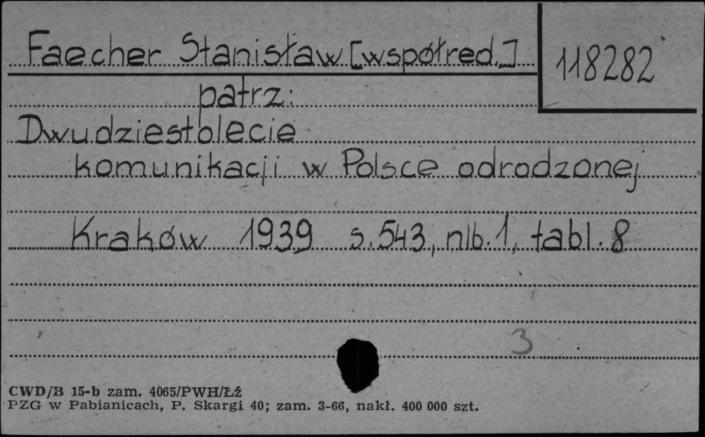 Faecher Stanisław [współred.]
118282
patrz:
Dwudziestolecie
komunikacji w Polsce odrodzonej
Kraków 1939 s. 543, nlb. 1, tabl. 8
3
CWD/B 15-b zam. 4065/PWH/Łź
PZG w Pabianicach, P. Skargi 40; zam. 3-66, nakł. 400 000 szt.